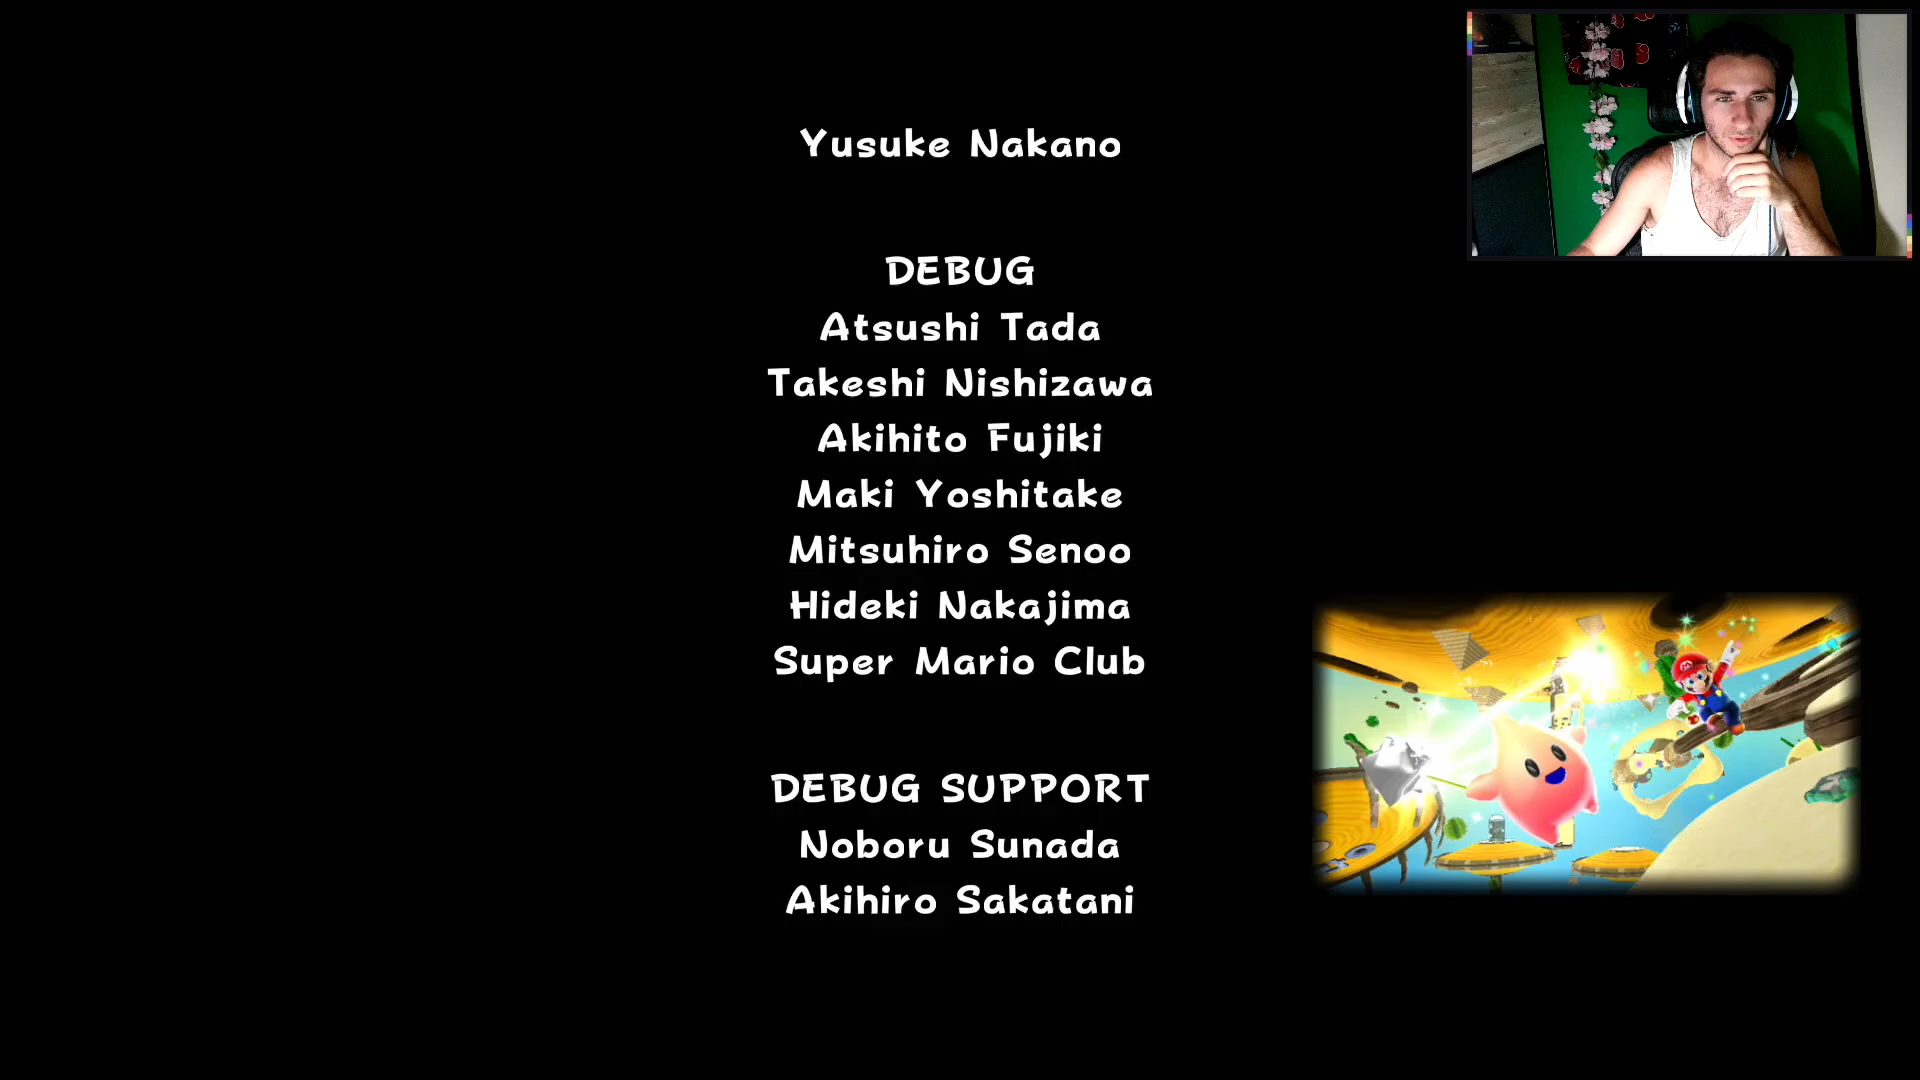 Yusuke Nakano
DEBUG
Atsushi Tada
Takeshi Nishizawa
Akihito Fujiki
Maki Yoshitake
Mitsuhiro Senoo
Hideki Nakajima
Super Mario Club
DEBUG SUPPORT
Noboru Sunada
Akihiro Sakatani